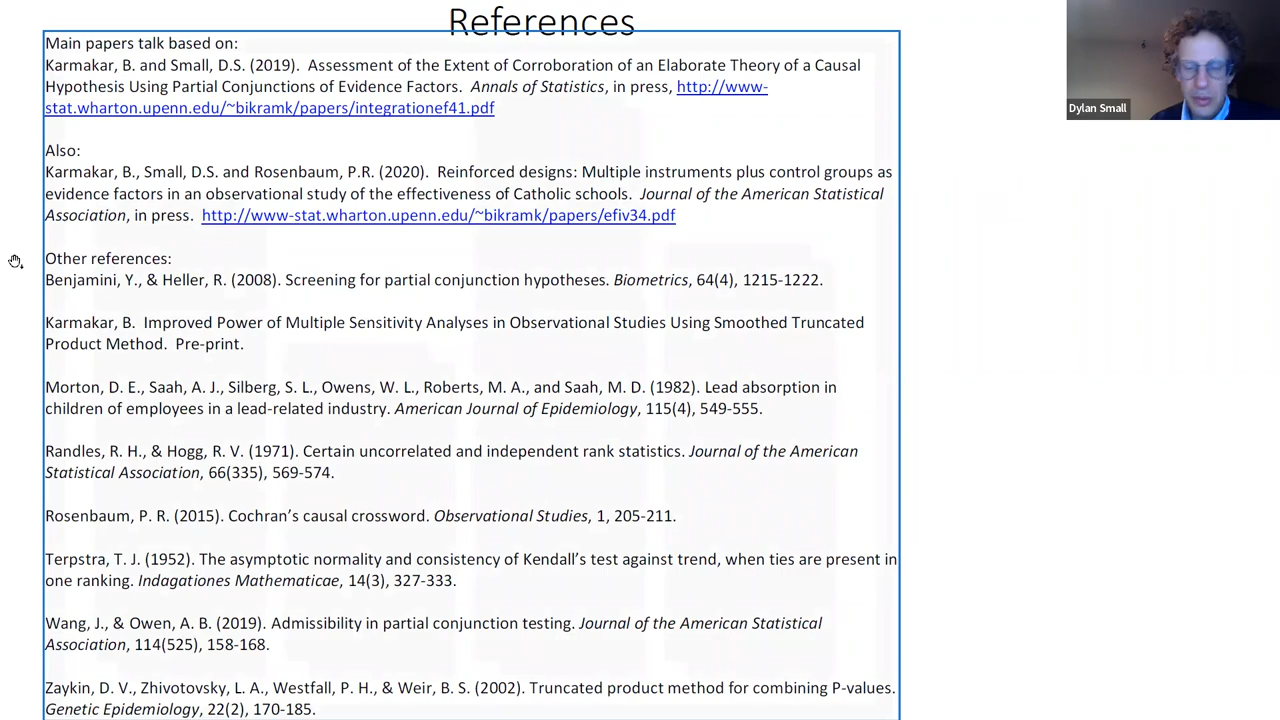 References
Main papers talk based on:
Karmakar, B. and Small, D.S. (2019).  Assessment of the Extent of Corroboration of an Elaborate Theory of a Causal
Hypothesis Using Partial Conjunctions of Evidence Factors.  Annals of Statistics, in press, http://www-
stat.wharton.upenn.edu/~bikramk/papers/integrationef41.pdf
Also:
Karmakar, B., Small, D.S. and Rosenbaum, P.R. (2020).  Reinforced designs: Multiple instruments plus control groups as
evidence factors in an observational study of the effectiveness of Catholic schools.  Journal of the American Statistical
Association, in press.  http://www-stat.wharton.upenn.edu/~bikramk/papers/efiv34.pdf
Other references:
Benjamini, Y., & Heller, R. (2008). Screening for partial conjunction hypotheses. Biometrics, 64(4), 1215-1222.
Karmakar, B.  Improved Power of Multiple Sensitivity Analyses in Observational Studies Using Smoothed Truncated
Product Method.  Pre-print.
Morton, D. E., Saah, A. J., Silberg, S. L., Owens, W. L., Roberts, M. A., and Saah, M. D. (1982). Lead absorption in
children of employees in a lead-related industry. American Journal of Epidemiology, 115(4), 549-555.
Randles, R. H., & Hogg, R. V. (1971). Certain uncorrelated and independent rank statistics. Journal of the American
Statistical Association, 66(335), 569-574.
Rosenbaum, P. R. (2015). Cochran’s causal crossword. Observational Studies, 1, 205-211.
Terpstra, T. J. (1952). The asymptotic normality and consistency of Kendall’s test against trend, when ties are present in
one ranking. Indagationes Mathematicae, 14(3), 327-333.
Wang, J., & Owen, A. B. (2019). Admissibility in partial conjunction testing. Journal of the American Statistical
Association, 114(525), 158-168.
Zaykin, D. V., Zhivotovsky, L. A., Westfall, P. H., & Weir, B. S. (2002). Truncated product method for combining P-values.
Genetic Epidemiology, 22(2), 170-185.
Dylan Small